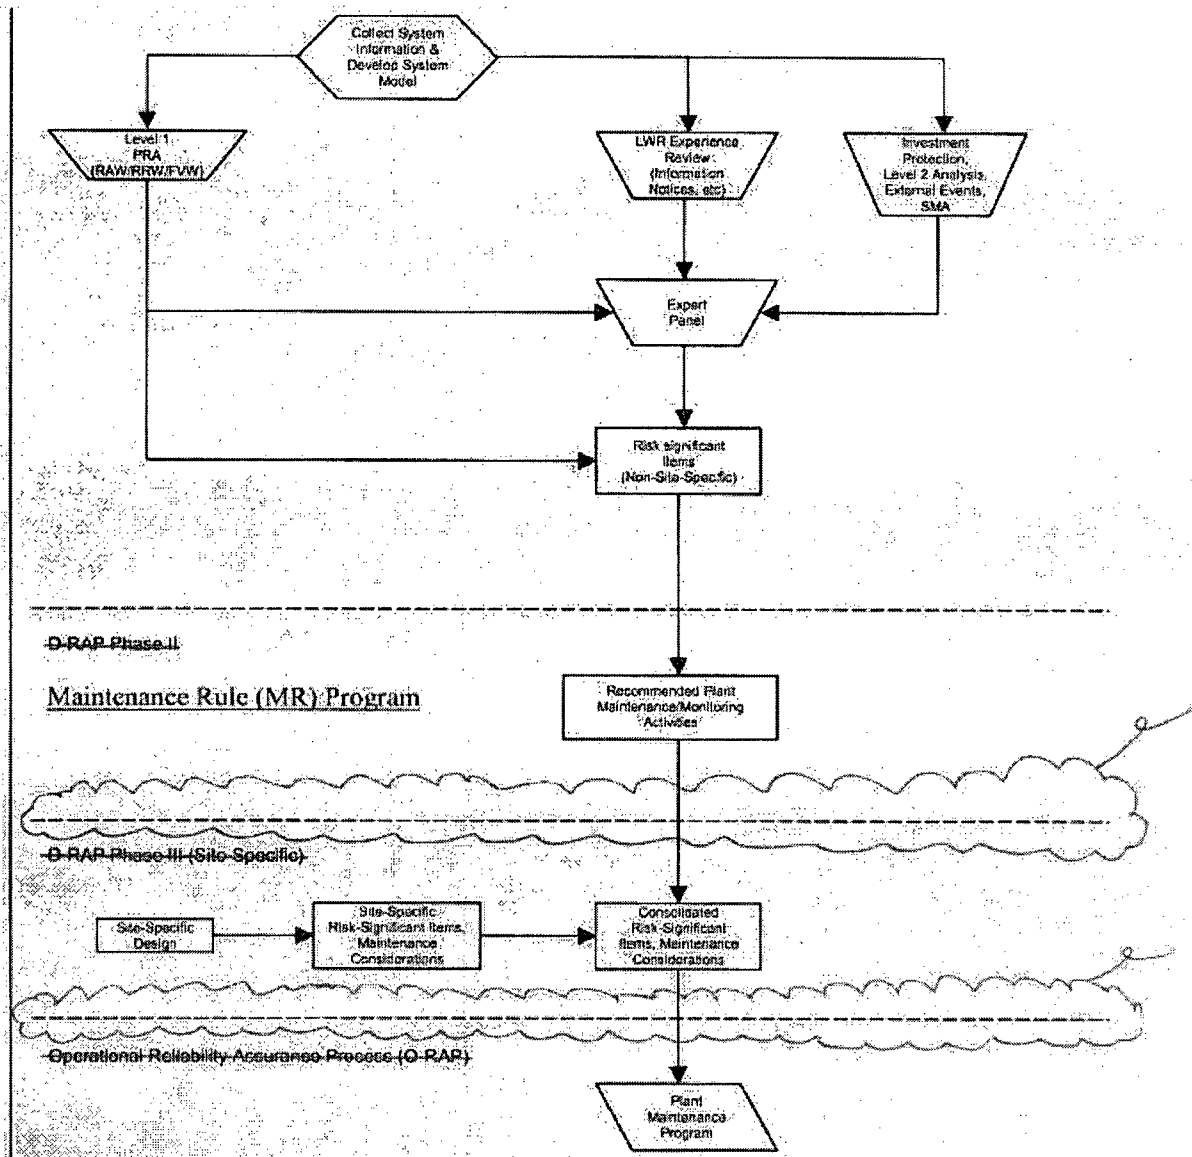 Collect System
Information &
Develop System
Model
Level 1
PRA
(RAW/RRW/FVW)
LWR Experience
Review
(Information
Notices, etc)
Investment
Protection,
Level 2 Analysis,
External Events,
SMA
Expert
Panel
Risk significant
Items
(Non-Site-Specific)
D-RAP Phase II
Maintenance Rule (MR) Program
Recommended Plant
Maintenance/Monitoring
Activities
D-RAP Phase III (Site Specific)
Site-Specific
Design
Site-Specific
Risk-Significant Items,
Maintenance
Considerations
Consolidated
Risk-Significant
Items, Maintenance
Considerations
Operational Reliability Assurance Process (O-RAP)
Plant
Maintenance
Program